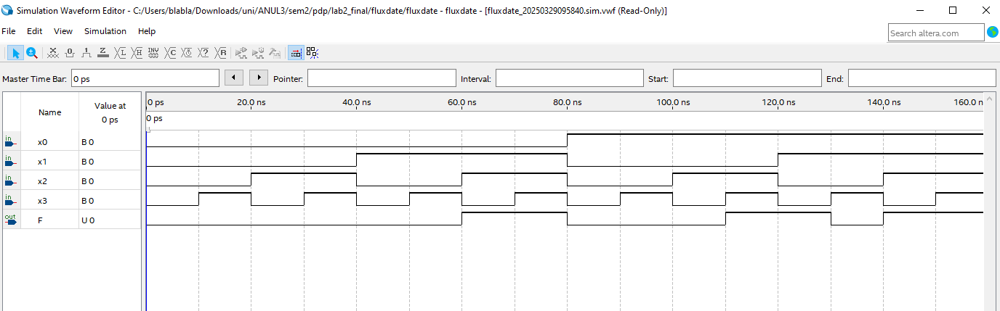 Simulation Waveform Editor - C:/Users/blabla/Downloads/uni/ANUL3/sem2/pdp/lab2_final/fluxdate/fluxdate - fluxdate - [fluxdate_20250329095840.sim.vwf (Read-Only)]
File Edit View Simulation Help
Search altera.com
Master Time Bar: 0 ps Pointer: Interval: Start: End:
Name Value at 0 ps
0 ps 20.0 ns 40.0 ns 60.0 ns 80.0 ns 100.0 ns 120.0 ns 140.0 ns 160.0 n
0 ps
in x0 B 0
in x1 B 0
in x2 B 0
in x3 B 0
out F U 0